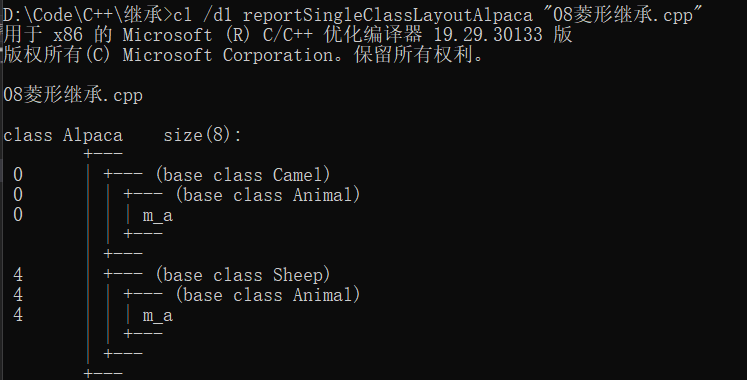 D:\Code\C++\继承>cl /d1 reportSingleClassLayoutAlpaca "08菱形继承.cpp"
用于 x86 的 Microsoft (R) C/C++ 优化编译器 19.29.30133 版
版权所有(C) Microsoft Corporation。保留所有权利。
08菱形继承.cpp
class Alpaca    size(8):
        +---
 0      | +--- (base class Camel)
 0      | | +--- (base class Animal)
 0      | | | m_a
        | | +---
        | +---
 4      | +--- (base class Sheep)
 4      | | +--- (base class Animal)
 4      | | | m_a
        | | +---
        | +---
        +---